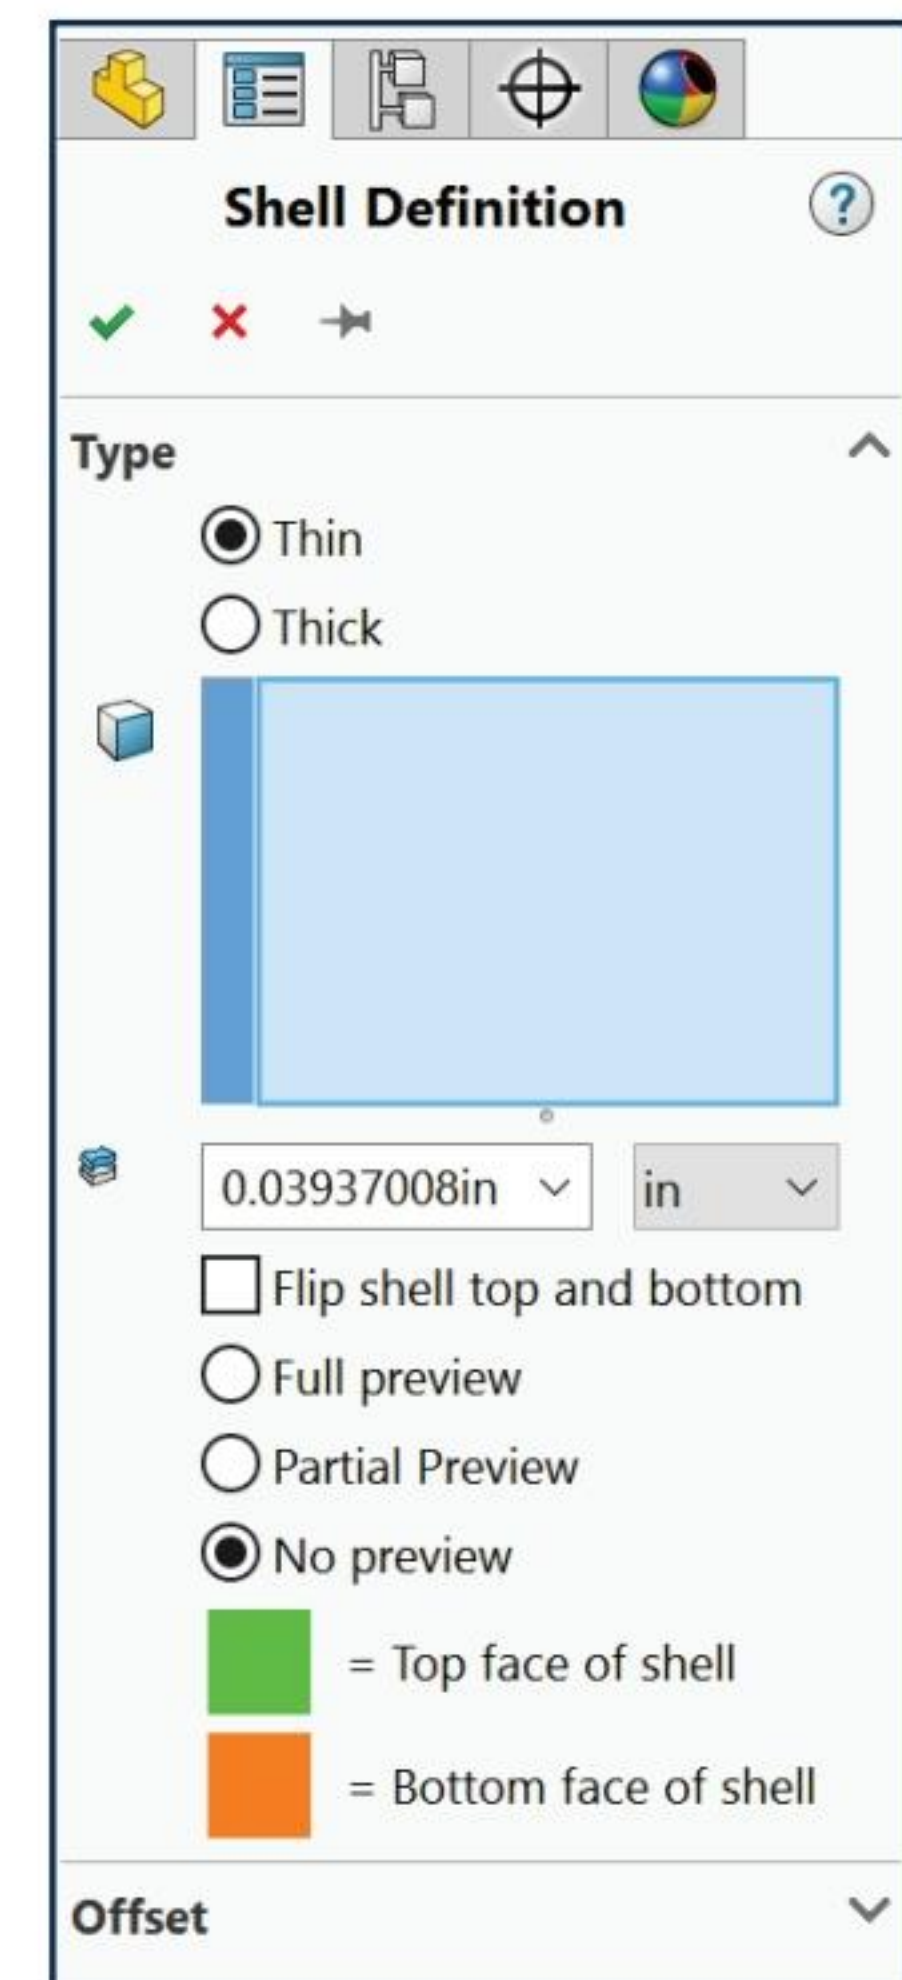 Shell Definition
?
Type
Thin
Thick
0.03937008in in
Flip shell top and bottom
Full preview
Partial Preview
No preview
= Top face of shell
= Bottom face of shell
Offset